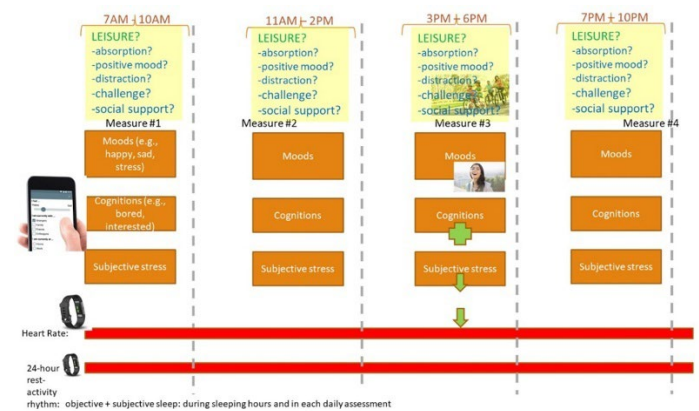 7AM - 10AM
11AM - 2PM
3PM - 6PM
7PM - 10PM
LEISURE?
-absorption?
-positive mood?
-distraction?
-challenge?
-social support?
LEISURE?
-absorption?
-positive mood?
-distraction?
-challenge?
-social support?
LEISURE?
-absorption?
-positive mood?
-distraction?
-challenge?
-social support?
LEISURE?
-absorption?
-positive mood?
-distraction?
-challenge?
-social support?
Measure #1
Measure #2
Measure #3
Measure #4
Moods (e.g.,
happy, sad,
stress)
Moods
Moods
Moods
Cognitions (e.g.,
bored,
interested)
Cognitions
Cognitions
Cognitions
Subjective stress
Subjective stress
Subjective stress
Subjective stress
Heart Rate:
24-hour
rest-
activity
rhythm: objective + subjective sleep: during sleeping hours and in each daily assessment